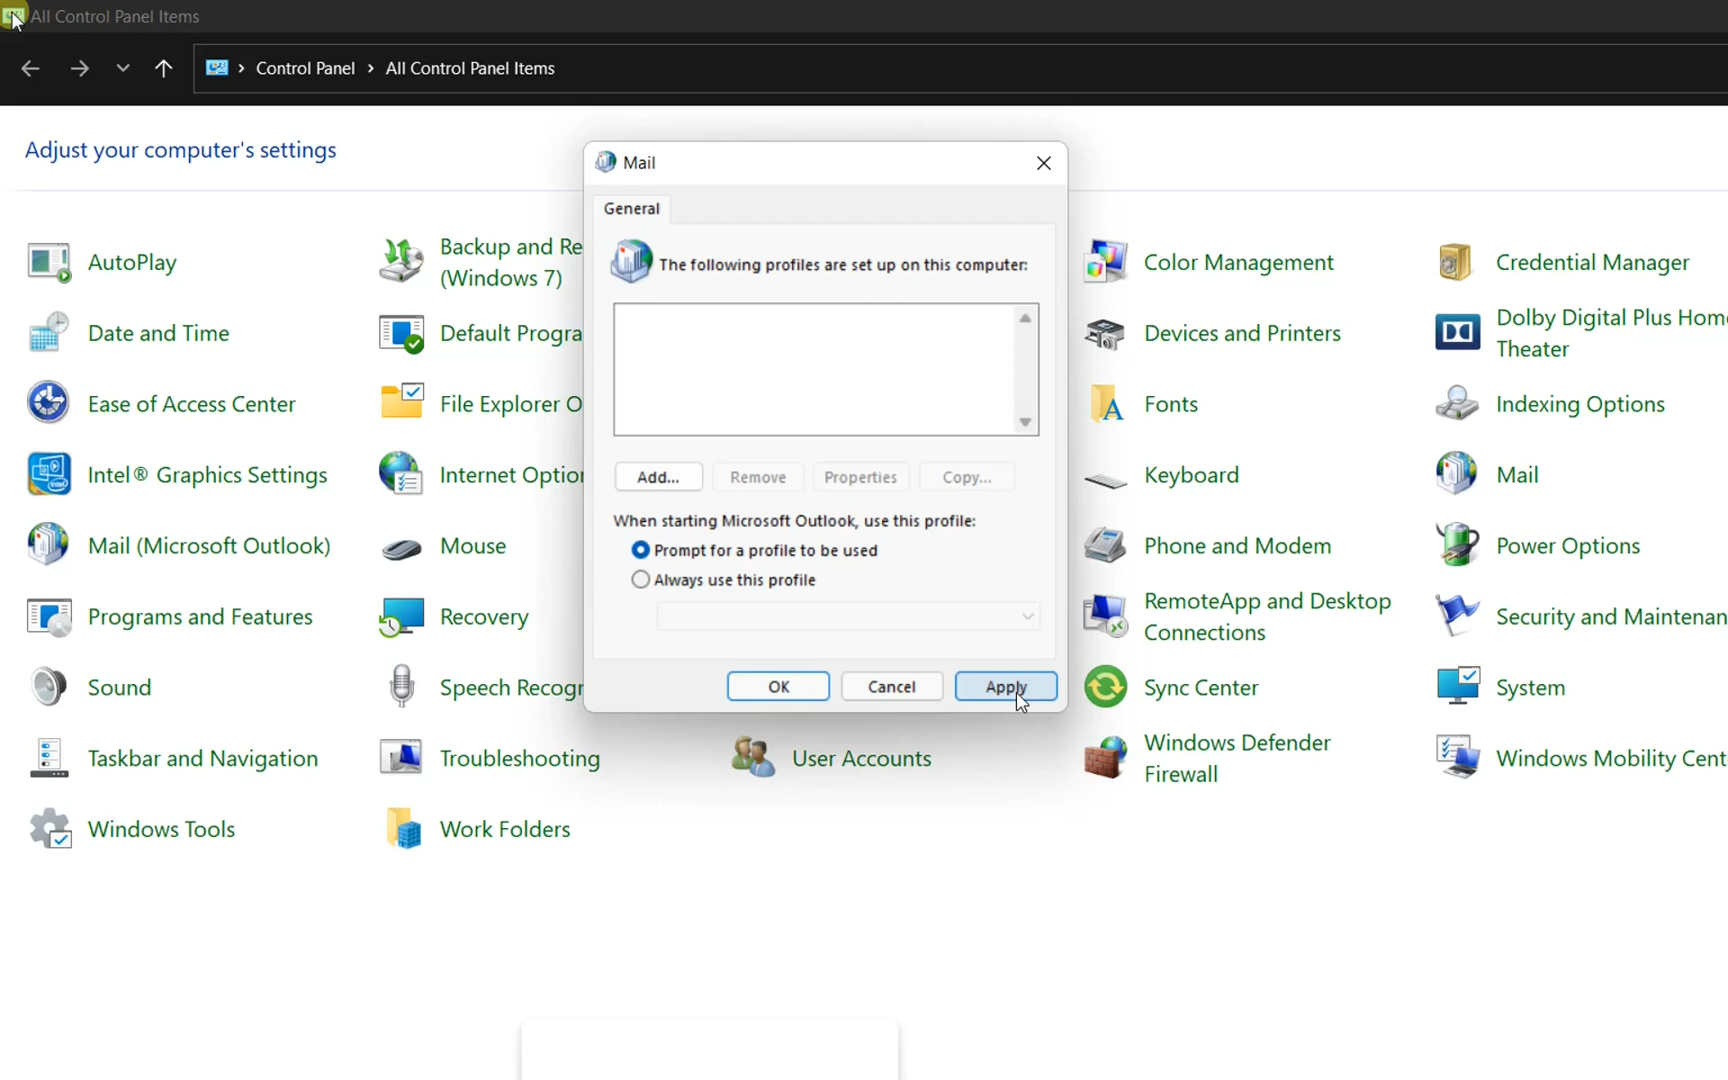 All Control Panel Items
Control Panel › All Control Panel Items
Adjust your computer's settings
Mail
General
The following profiles are set up on this computer:
Add...
Remove
Properties
Copy...
When starting Microsoft Outlook, use this profile:
Prompt for a profile to be used
Always use this profile
OK
Cancel
Apply
AutoPlay
Backup and Re
(Windows 7)
Color Management
Credential Manager
Date and Time
Default Progra
Devices and Printers
Dolby Digital Plus Hom
Theater
Ease of Access Center
File Explorer O
Fonts
Indexing Options
Intel® Graphics Settings
Internet Option
Keyboard
Mail
Mail (Microsoft Outlook)
Mouse
Phone and Modem
Power Options
Programs and Features
Recovery
RemoteApp and Desktop
Connections
Security and Maintenan
Sound
Speech Recogn
Sync Center
System
Taskbar and Navigation
Troubleshooting
User Accounts
Windows Defender
Firewall
Windows Mobility Cent
Windows Tools
Work Folders